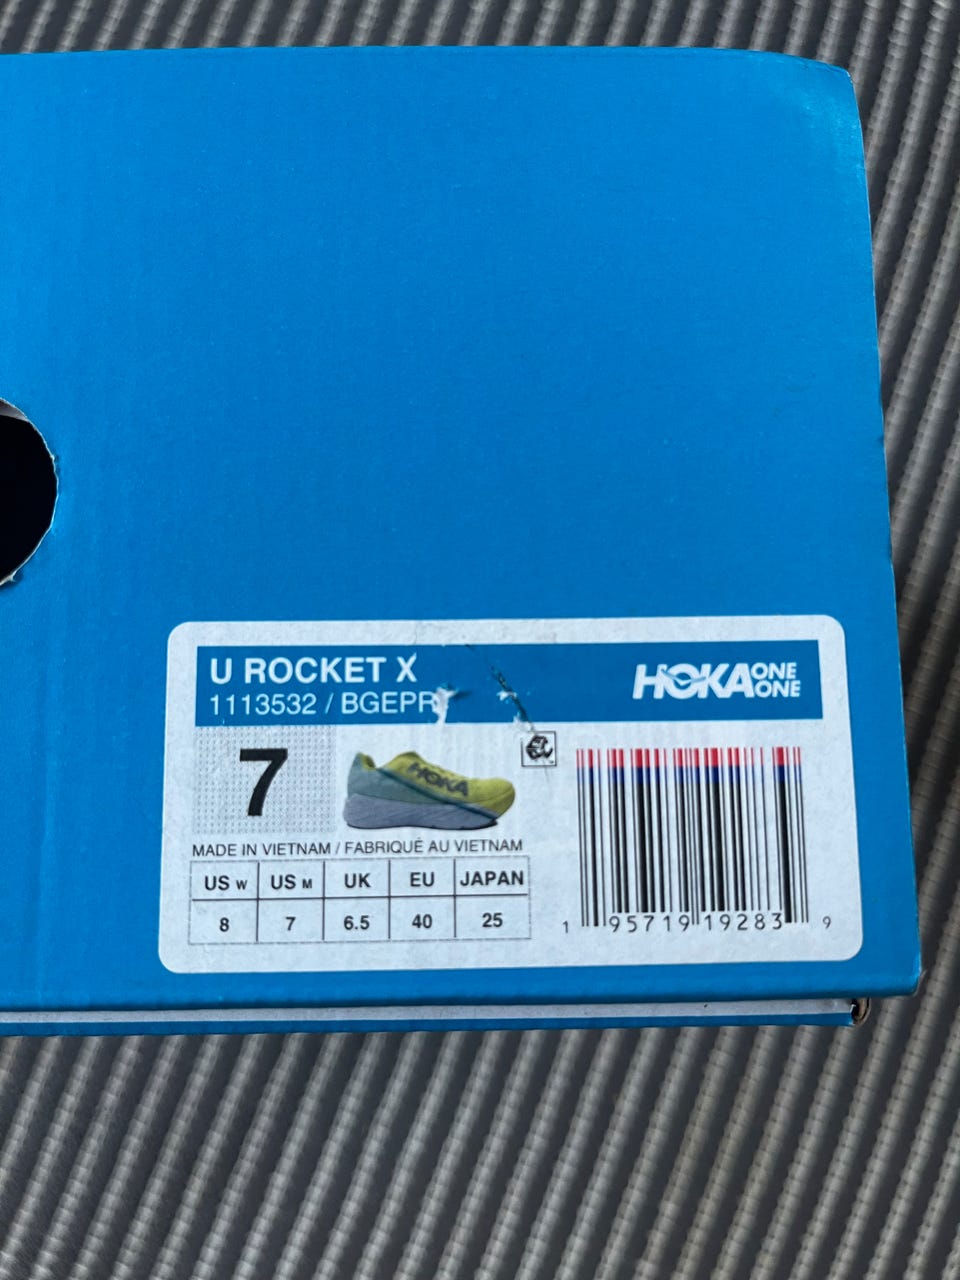 U ROCKET X
1113532 / BGEPR
HOKA ONE ONE
7
HOKA
MADE IN VIETNAM / FABRIQUÉ AU VIETNAM
US W US M UK EU JAPAN
8 7 6.5 40 25
1 95719 19283 9